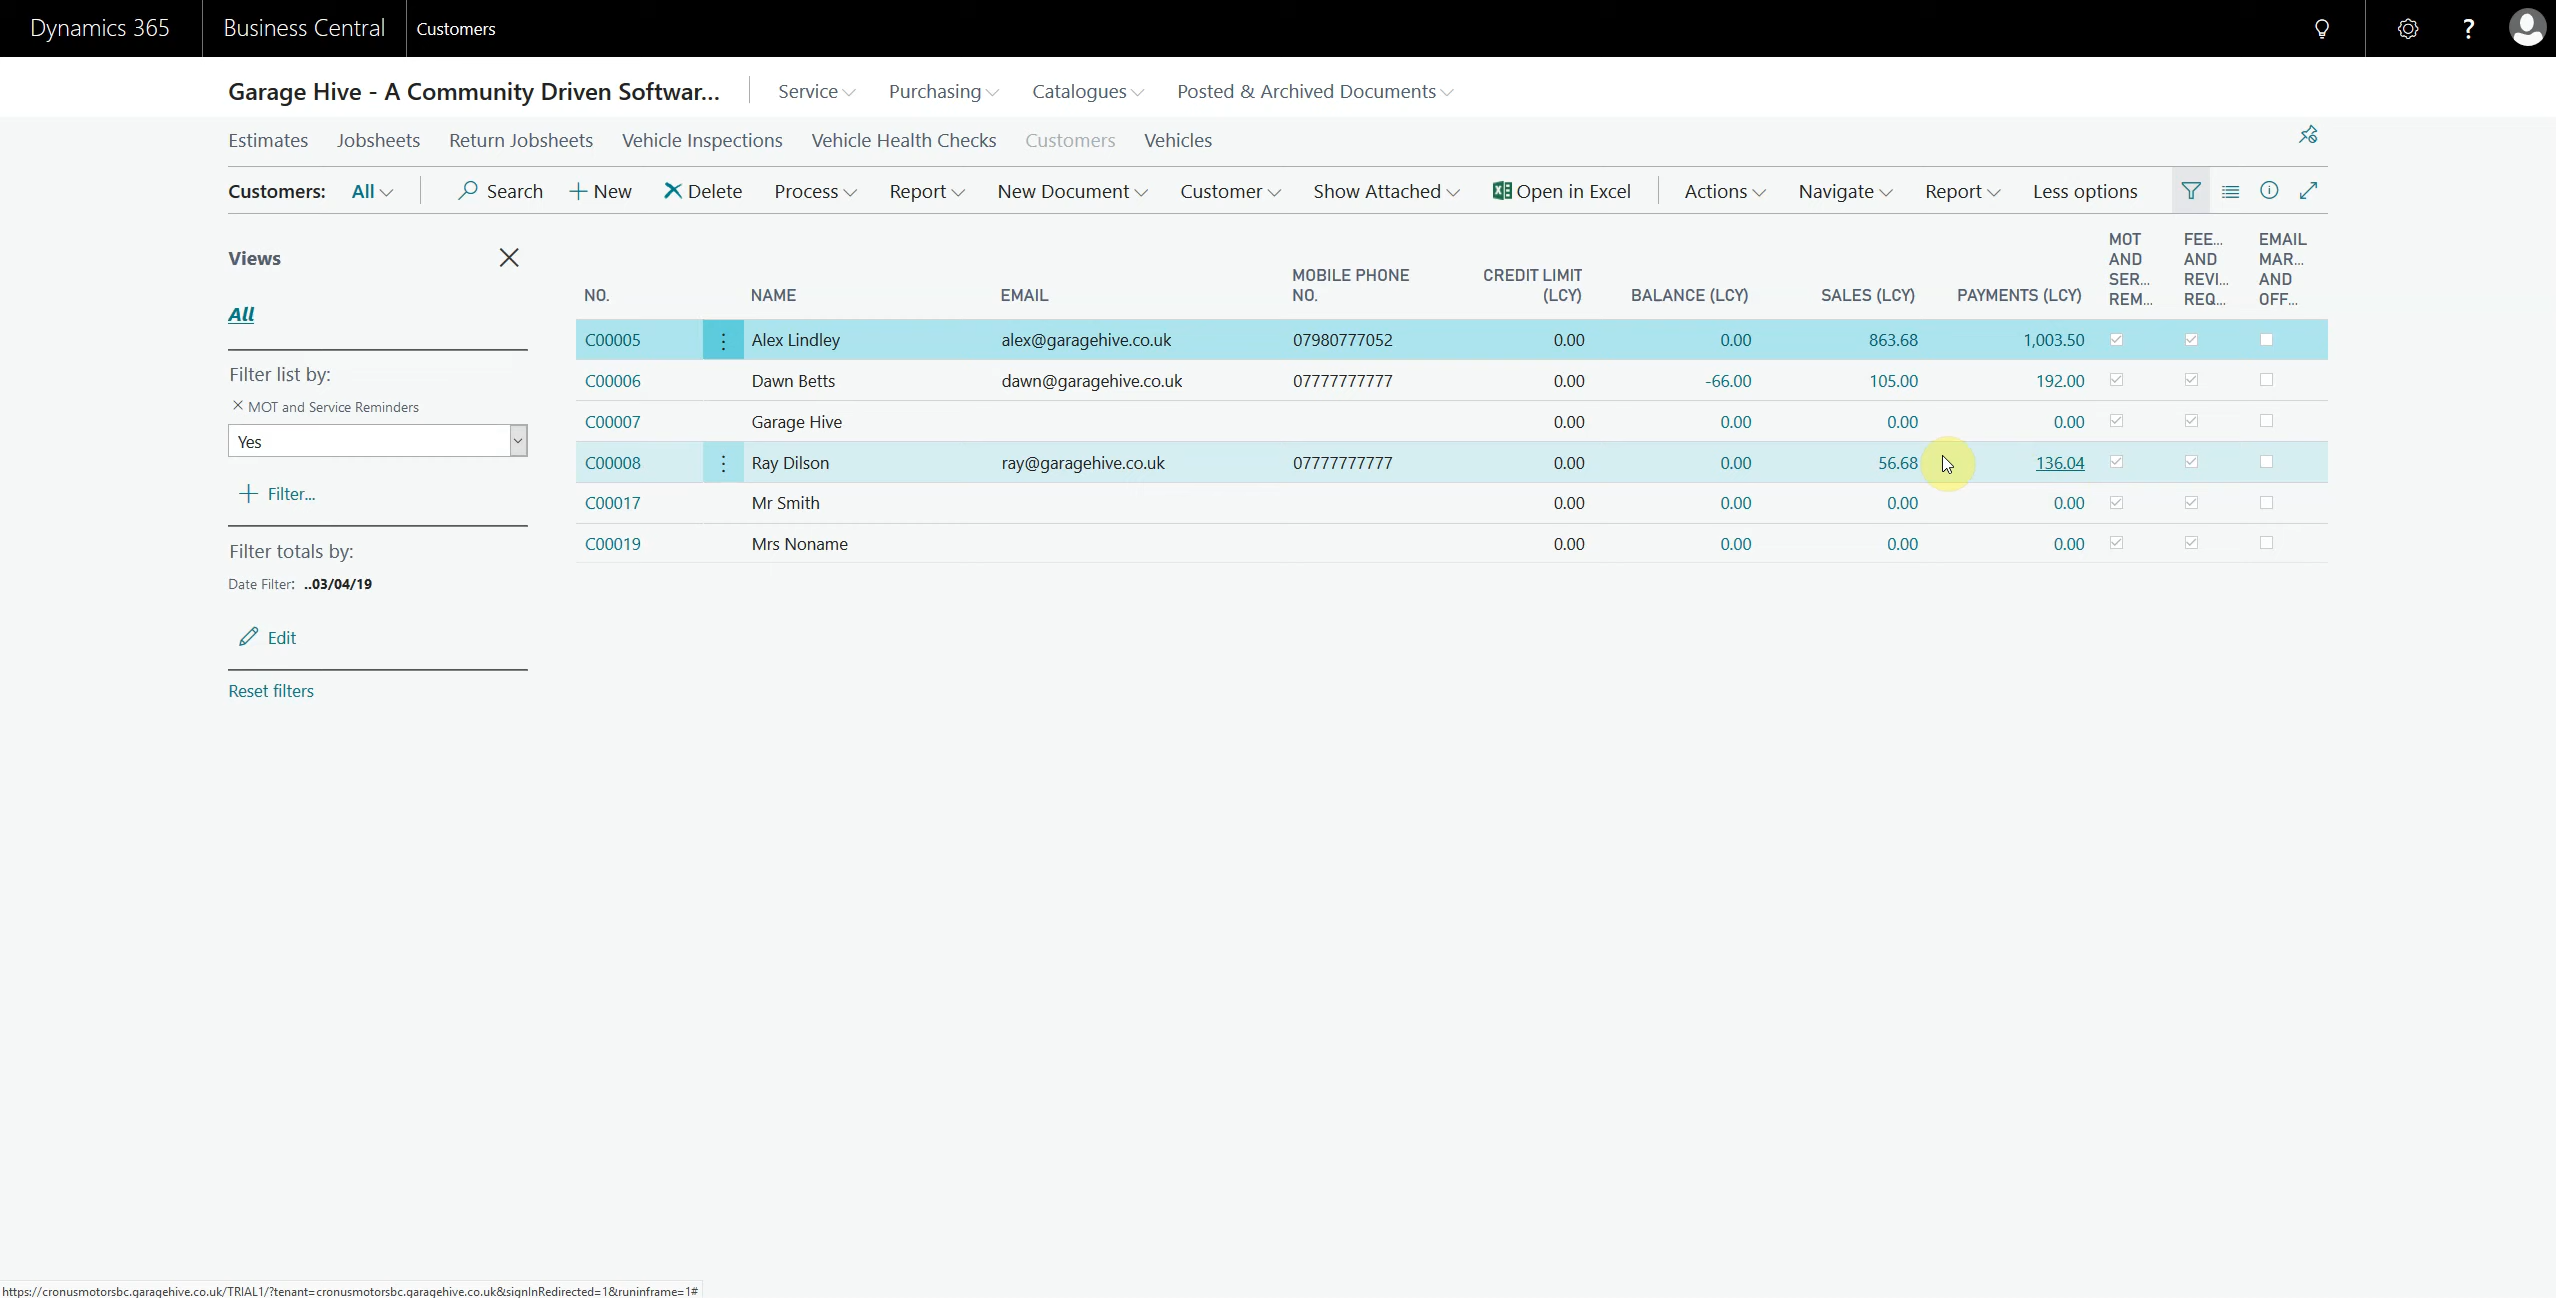 Dynamics 365 Business Central Customers ?
Garage Hive - A Community Driven Softwar... Service Purchasing Catalogues Posted & Archived Documents
Estimates Jobsheets Return Jobsheets Vehicle Inspections Vehicle Health Checks Customers Vehicles
Customers: All Search New Delete Process Report New Document Customer Show Attached Open in Excel Actions Navigate Report Less options
Views
All
Filter list by:
MOT and Service Reminders
Yes
Filter...
Filter totals by:
Date Filter: ..03/04/19
Edit
Reset filters
NO. NAME EMAIL MOBILE PHONE NO. CREDIT LIMIT (LCY) BALANCE (LCY) SALES (LCY) PAYMENTS (LCY) MOT AND SER... REM... FEE... AND REVI... REQ... EMAIL MAR... AND OFF...
C00005 Alex Lindley alex@garagehive.co.uk 07980777052 0.00 0.00 863.68 1,003.50
C00006 Dawn Betts dawn@garagehive.co.uk 07777777777 0.00 -66.00 105.00 192.00
C00007 Garage Hive 0.00 0.00 0.00 0.00
C00008 Ray Dilson ray@garagehive.co.uk 07777777777 0.00 0.00 56.68 136.04
C00017 Mr Smith 0.00 0.00 0.00 0.00
C00019 Mrs Noname 0.00 0.00 0.00 0.00
https://cronusmotorsbc.garagehive.co.uk/TRIAL1/?tenant=cronusmotorsbc.garagehive.co.uk&signInRedirected=1&runinframe=1#